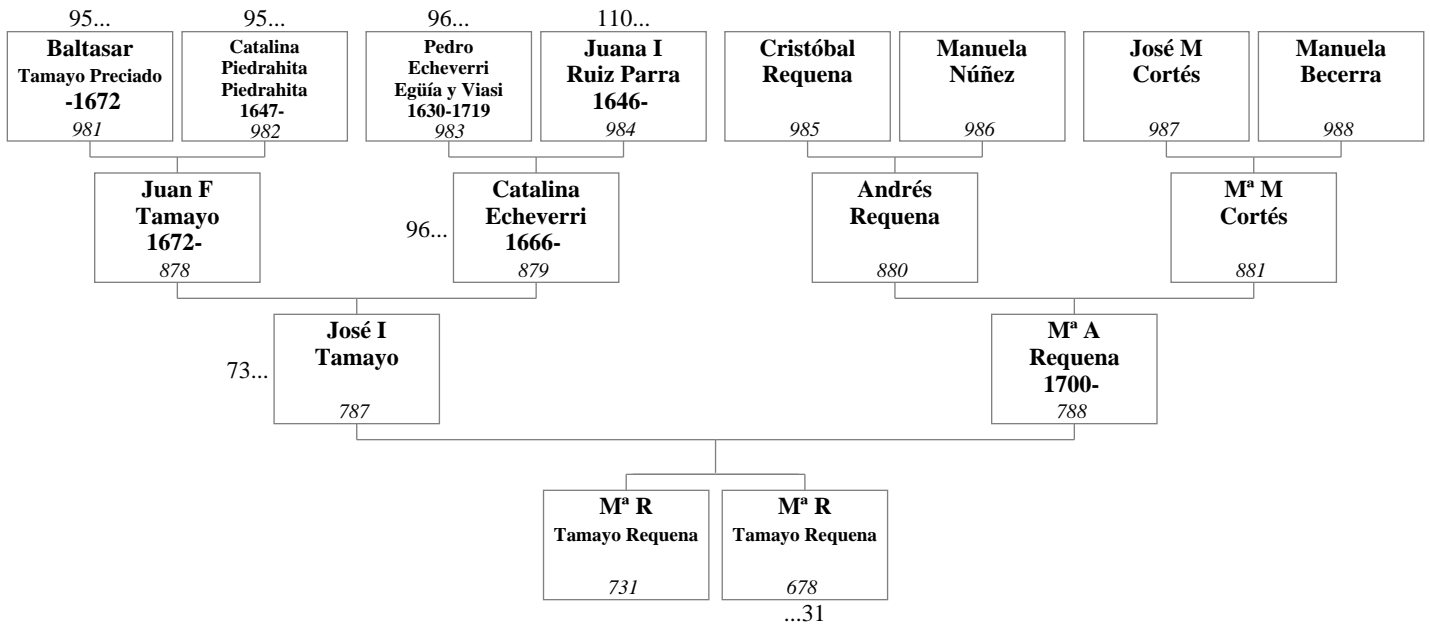 95...
95...
96...
110...
Baltasar
Tamayo Preciado
-1672
981
Catalina
Piedrahita
Piedrahita
1647-
982
Pedro
Echeverri
Egüía y Viasi
1630-1719
983
Juana I
Ruiz Parra
1646-
984
Cristóbal
Requena
985
Manuela
Núñez
986
José M
Cortés
987
Manuela
Becerra
988
Juan F
Tamayo
1672-
878
96...
Catalina
Echeverri
1666-
879
Andrés
Requena
880
Mª M
Cortés
881
73...
José I
Tamayo
787
Mª A
Requena
1700-
788
Mª R
Tamayo Requena
731
Mª R
Tamayo Requena
678
...31